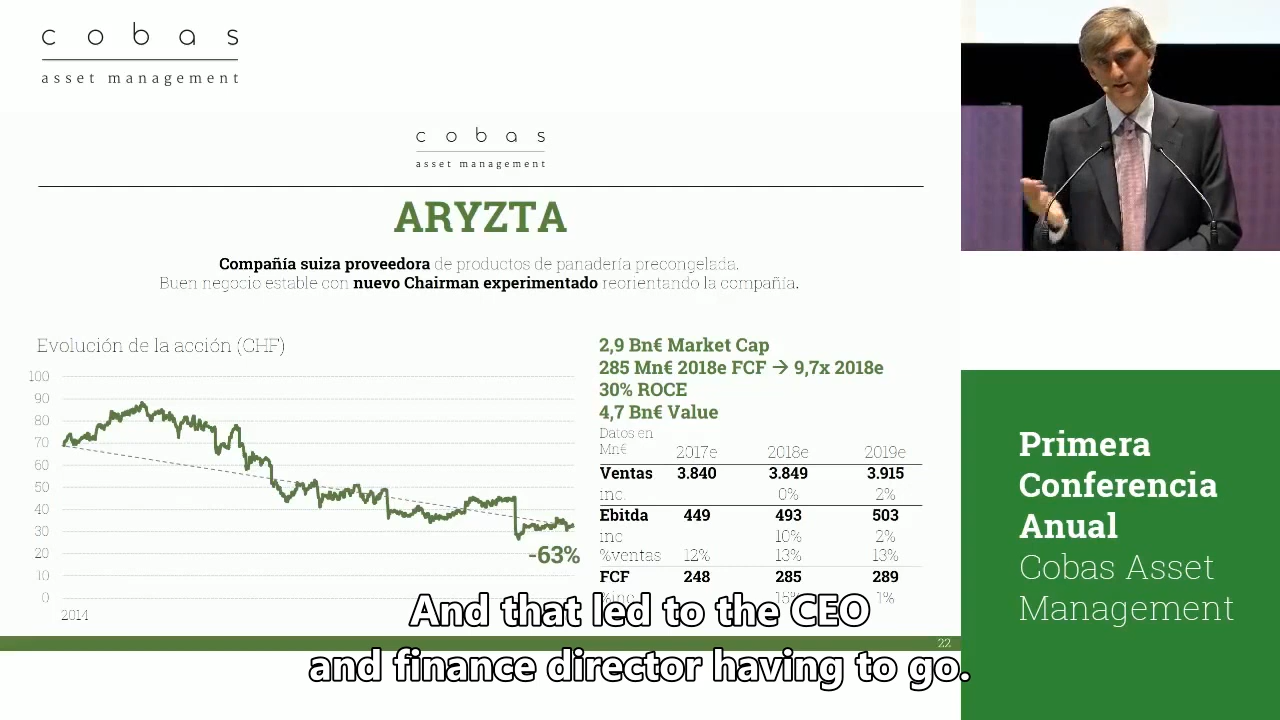 cobas
asset management
cobas
asset management
ARYZTA
Compañía suiza proveedora de productos de panadería precongelada.
Buen negocio estable con nuevo Chairman experimentado reorientando la compañía.
Evolución de la acción (CHF)
100
90
80
70
60
50
40
30
20
10
0
2014
-63%
2,9 Bn€ Market Cap
285 Mn€ 2018e FCF → 9,7x 2018e
30% ROCE
4,7 Bn€ Value
Datos en
Mn€ 2017e 2018e 2019e
Ventas 3.840 3.849 3.915
inc. 0% 2%
Ebitda 449 493 503
inc 10% 2%
%ventas 12% 13% 13%
FCF 248 285 289
%inc 15% 1%
22
And that led to the CEO
and finance director having to go.
Primera
Conferencia
Anual
Cobas Asset
Management